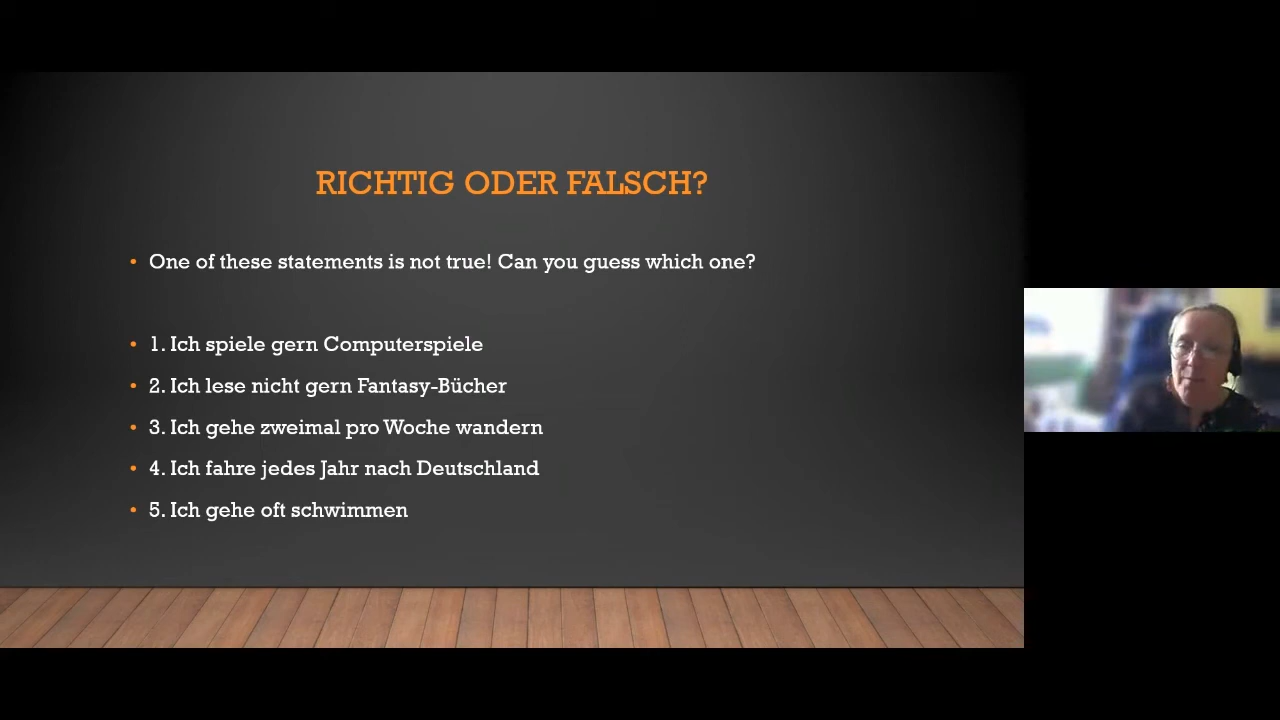 RICHTIG ODER FALSCH?
• One of these statements is not true! Can you guess which one?
• 1. Ich spiele gern Computerspiele
• 2. Ich lese nicht gern Fantasy-Bücher
• 3. Ich gehe zweimal pro Woche wandern
• 4. Ich fahre jedes Jahr nach Deutschland
• 5. Ich gehe oft schwimmen